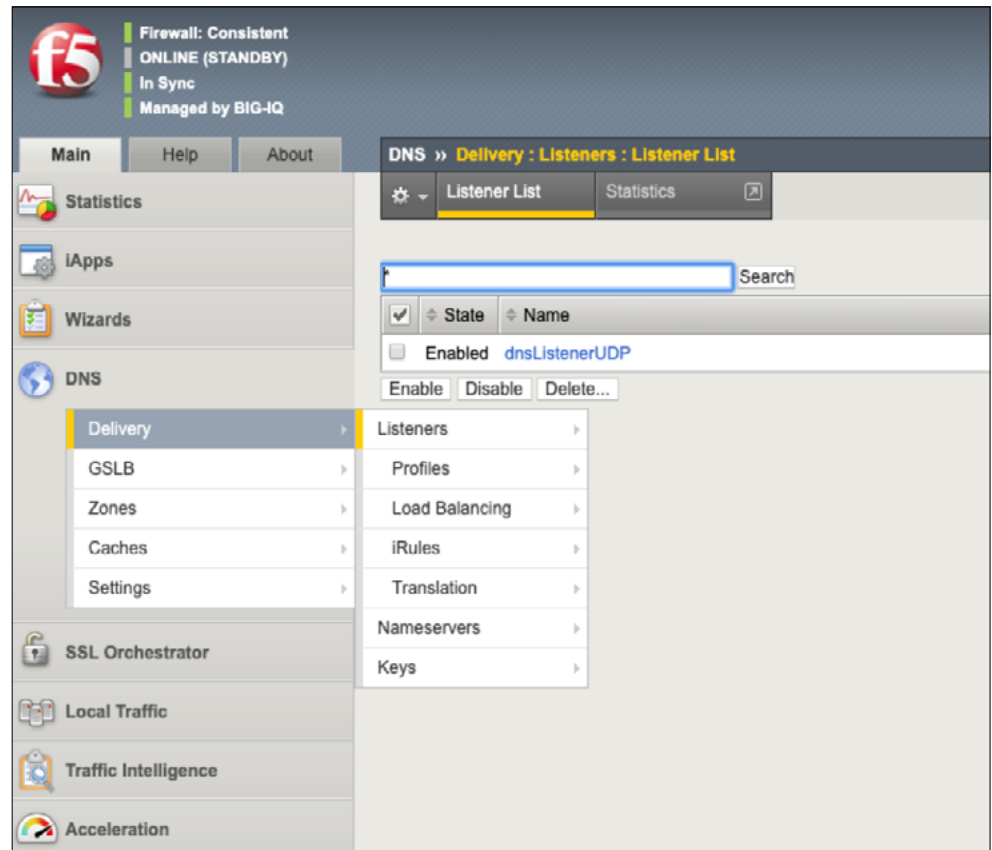 f5
Firewall: Consistent
ONLINE (STANDBY)
In Sync
Managed by BIG-IQ
Main Help About
DNS » Delivery : Listeners : Listener List
Listener List Statistics
Statistics
iApps
* Search
State Name
Wizards
Enabled dnsListenerUDP
DNS
Enable Disable Delete...
Delivery
GSLB
Zones
Caches
Settings
Listeners
Profiles
Load Balancing
iRules
Translation
Nameservers
Keys
SSL Orchestrator
Local Traffic
Traffic Intelligence
Acceleration